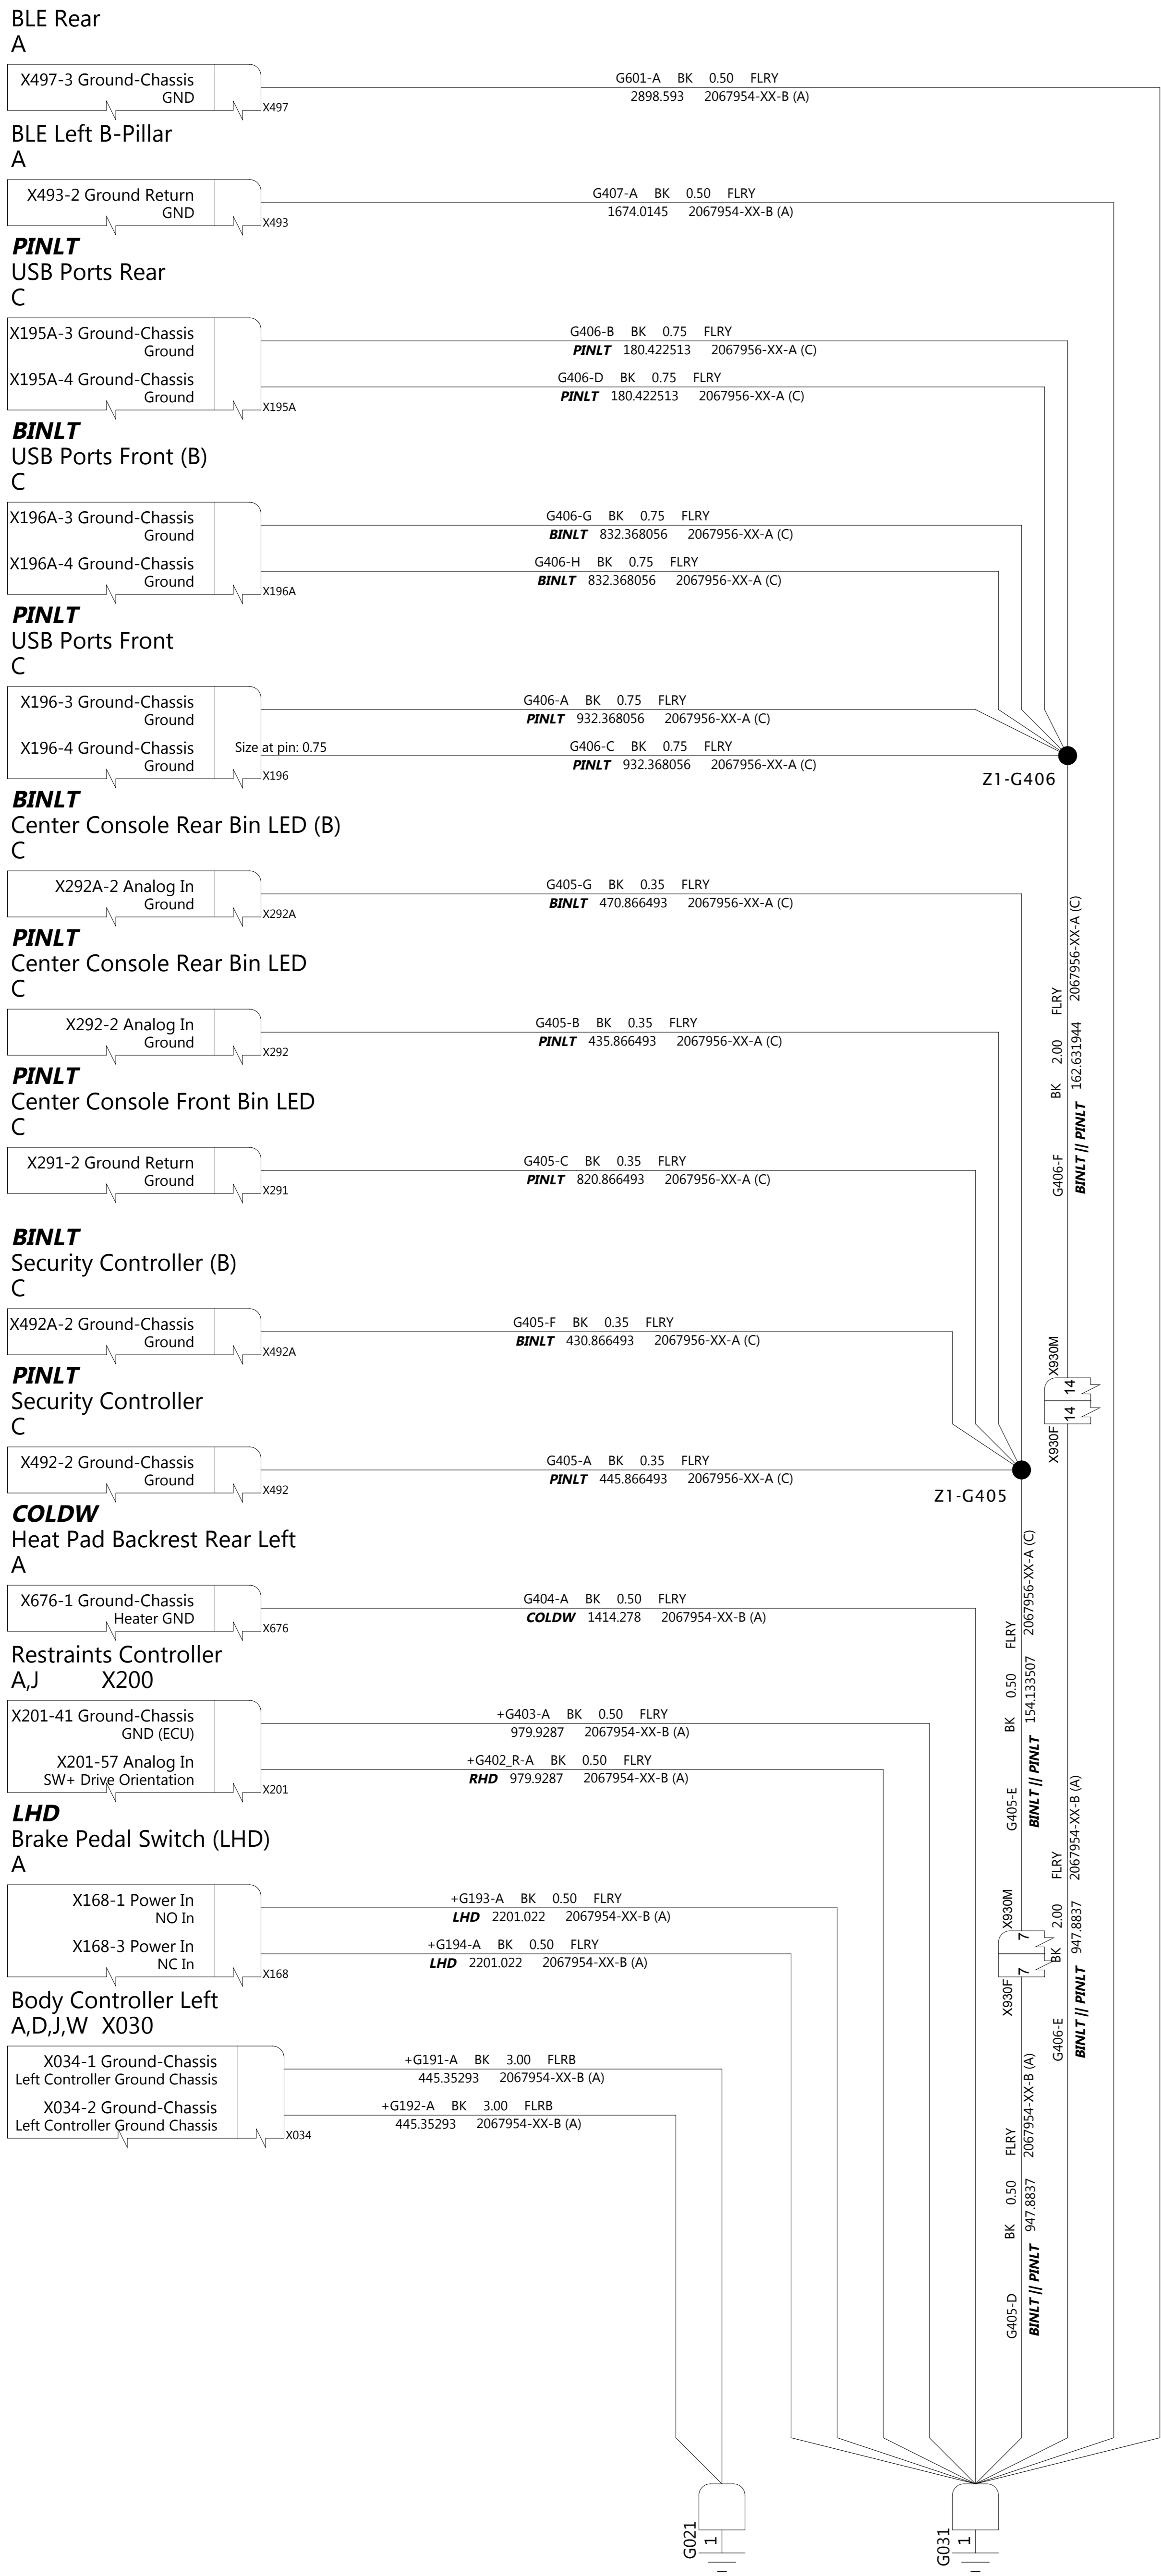 BLE Rear
A
X497-3 Ground-Chassis
GND
X497
G601-A BK 0.50 FLRY
2898.593 2067954-XX-B (A)
BLE Left B-Pillar
A
X493-2 Ground Return
GND
X493
G407-A BK 0.50 FLRY
1674.0145 2067954-XX-B (A)
PINLT
USB Ports Rear
C
X195A-3 Ground-Chassis
Ground
G406-B BK 0.75 FLRY
PINLT 180.422513 2067956-XX-A (C)
X195A-4 Ground-Chassis
Ground
X195A
G406-D BK 0.75 FLRY
PINLT 180.422513 2067956-XX-A (C)
BINLT
USB Ports Front (B)
C
X196A-3 Ground-Chassis
Ground
G406-G BK 0.75 FLRY
BINLT 832.368056 2067956-XX-A (C)
X196A-4 Ground-Chassis
Ground
X196A
G406-H BK 0.75 FLRY
BINLT 832.368056 2067956-XX-A (C)
PINLT
USB Ports Front
C
X196-3 Ground-Chassis
Ground
G406-A BK 0.75 FLRY
PINLT 932.368056 2067956-XX-A (C)
X196-4 Ground-Chassis
Ground
Size at pin: 0.75
X196
G406-C BK 0.75 FLRY
PINLT 932.368056 2067956-XX-A (C)
Z1-G406
BINLT
Center Console Rear Bin LED (B)
C
X292A-2 Analog In
Ground
X292A
G405-G BK 0.35 FLRY
BINLT 470.866493 2067956-XX-A (C)
PINLT
Center Console Rear Bin LED
C
X292-2 Analog In
Ground
X292
G405-B BK 0.35 FLRY
PINLT 435.866493 2067956-XX-A (C)
G406-F BK 2.00 FLRY
BINLT || PINLT 162.631944 2067956-XX-A (C)
PINLT
Center Console Front Bin LED
C
X291-2 Ground Return
Ground
X291
G405-C BK 0.35 FLRY
PINLT 820.866493 2067956-XX-A (C)
BINLT
Security Controller (B)
C
X492A-2 Ground-Chassis
Ground
X492A
G405-F BK 0.35 FLRY
BINLT 430.866493 2067956-XX-A (C)
X930M
14
14
X930F
PINLT
Security Controller
C
X492-2 Ground-Chassis
Ground
X492
G405-A BK 0.35 FLRY
PINLT 445.866493 2067956-XX-A (C)
Z1-G405
COLDW
Heat Pad Backrest Rear Left
A
X676-1 Ground-Chassis
Heater GND
X676
G404-A BK 0.50 FLRY
COLDW 1414.278 2067954-XX-B (A)
G405-E BK 0.50 FLRY
BINLT || PINLT 154.133507 2067956-XX-A (C)
Restraints Controller
A,J X200
X201-41 Ground-Chassis
GND (ECU)
+G403-A BK 0.50 FLRY
979.9287 2067954-XX-B (A)
X201-57 Analog In
SW+ Drive Orientation
X201
+G402_R-A BK 0.50 FLRY
RHD 979.9287 2067954-XX-B (A)
LHD
Brake Pedal Switch (LHD)
A
X168-1 Power In
NO In
+G193-A BK 0.50 FLRY
LHD 2201.022 2067954-XX-B (A)
X168-3 Power In
NC In
X168
+G194-A BK 0.50 FLRY
LHD 2201.022 2067954-XX-B (A)
X930M
7
7
X930F
G406-E BK 2.00 FLRY
BINLT || PINLT 947.8837 2067954-XX-B (A)
Body Controller Left
A,D,J,W X030
X034-1 Ground-Chassis
Left Controller Ground Chassis
+G191-A BK 3.00 FLRB
445.35293 2067954-XX-B (A)
X034-2 Ground-Chassis
Left Controller Ground Chassis
X034
+G192-A BK 3.00 FLRB
445.35293 2067954-XX-B (A)
G405-D BK 0.50 FLRY
BINLT || PINLT 947.8837 2067954-XX-B (A)
G021
1
G031
1